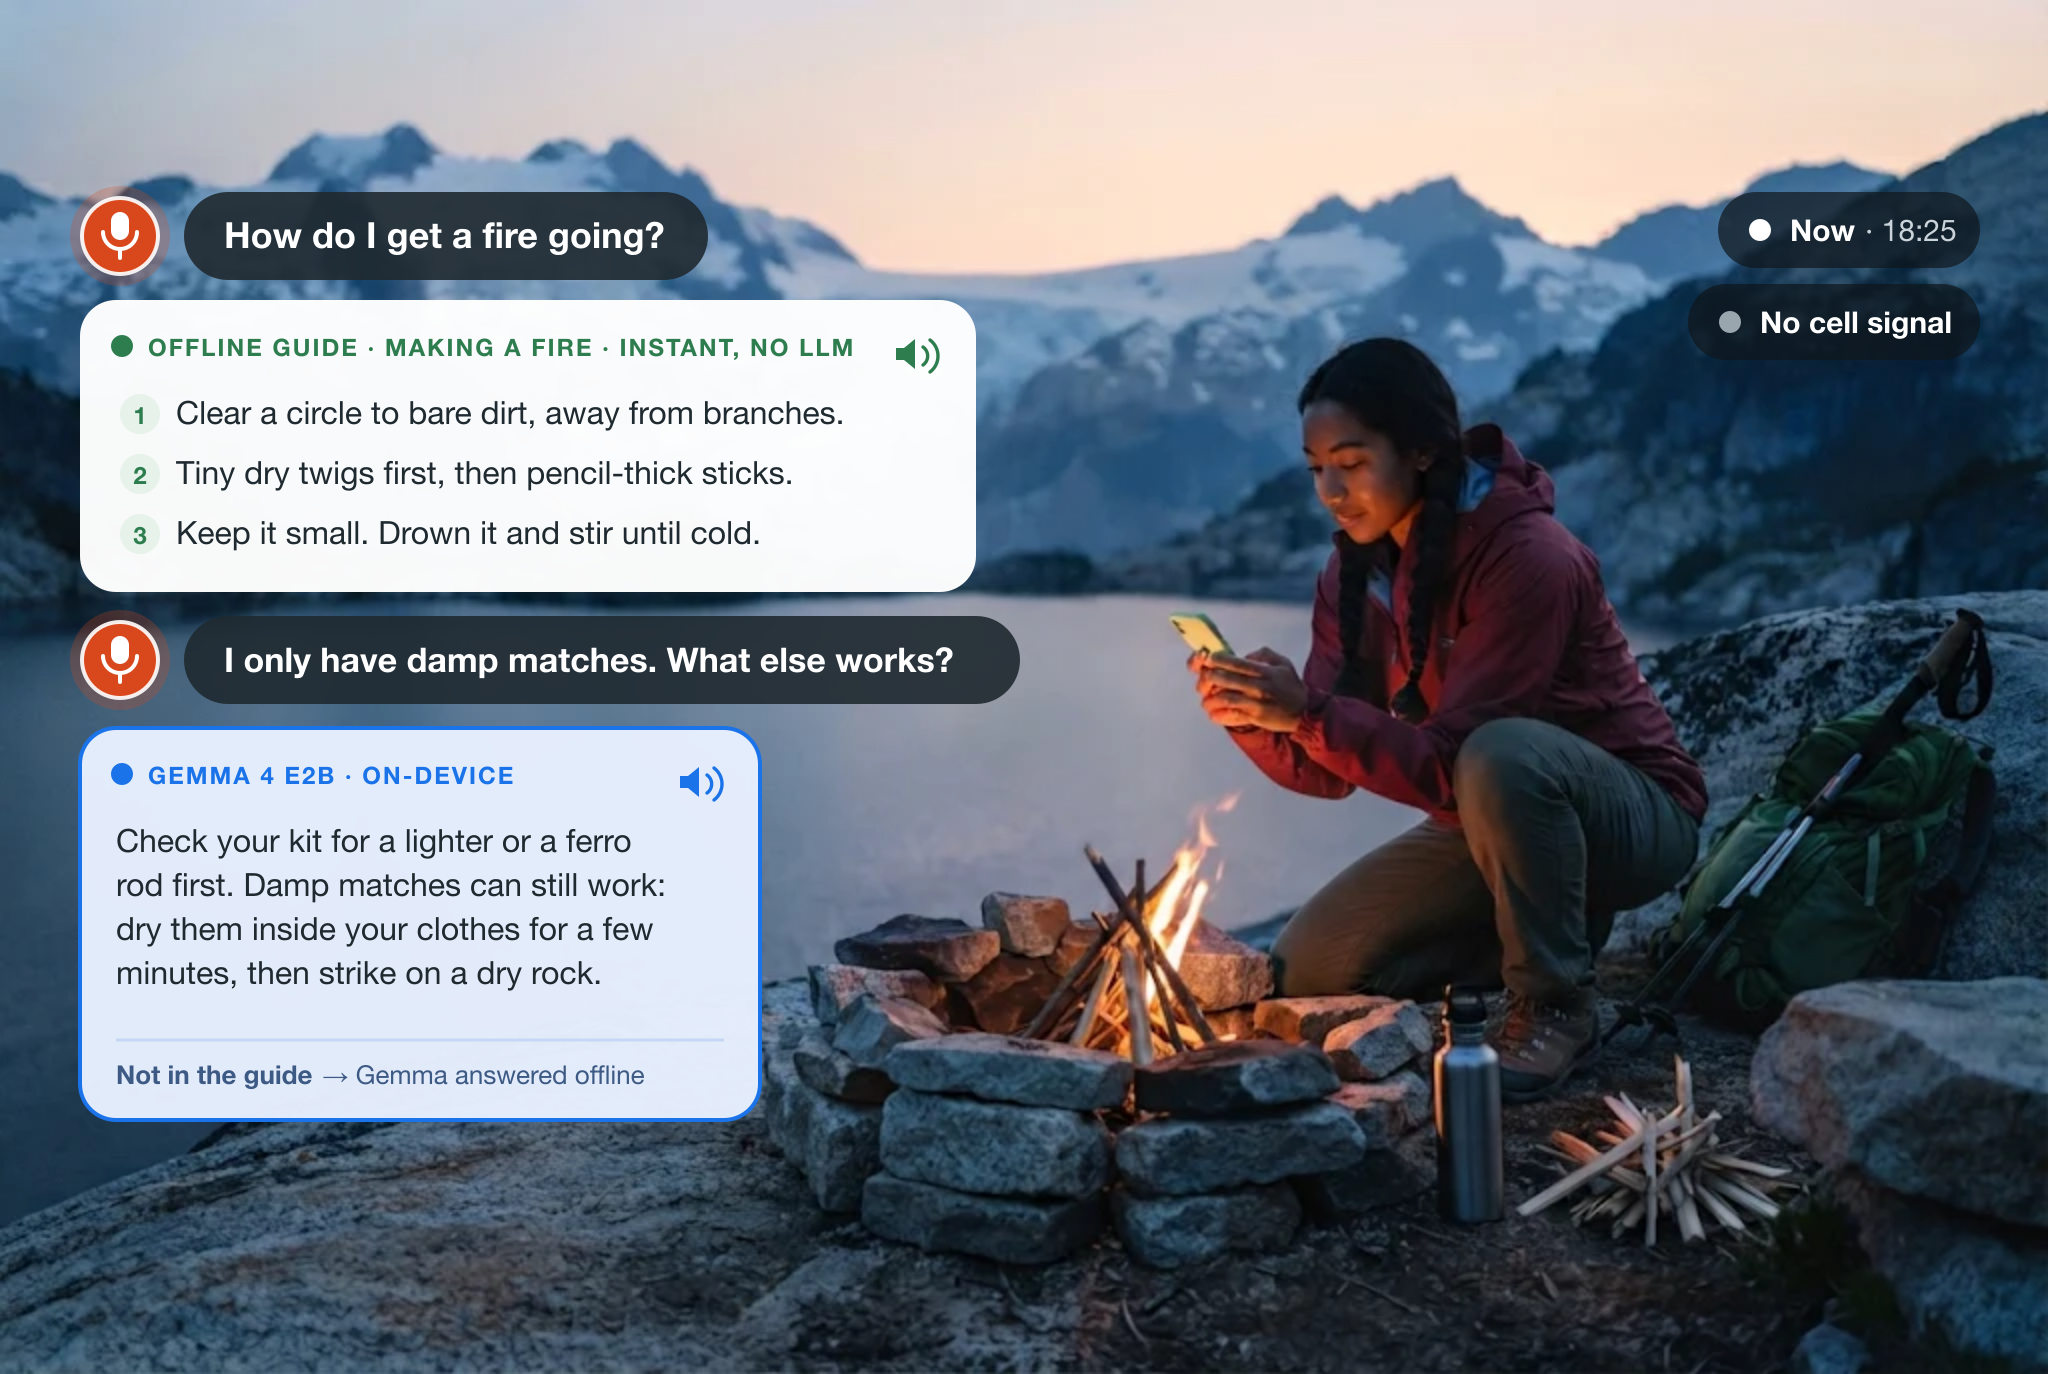 How do I get a fire going?
Now · 18:25
No cell signal
OFFLINE GUIDE · MAKING A FIRE · INSTANT, NO LLM
1 Clear a circle to bare dirt, away from branches.
2 Tiny dry twigs first, then pencil-thick sticks.
3 Keep it small. Drown it and stir until cold.
I only have damp matches. What else works?
GEMMA 4 E2B · ON-DEVICE
Check your kit for a lighter or a ferro
rod first. Damp matches can still work:
dry them inside your clothes for a few
minutes, then strike on a dry rock.
Not in the guide → Gemma answered offline